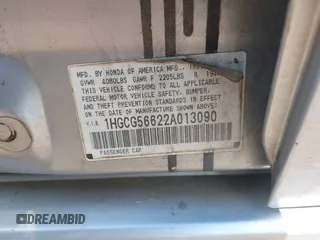 MFD. BY HONDA OF AMERICA MFG.,
GVWR 4080LBS GAWR F 2205LBS R
THIS VEHICLE CONFORMS TO ALL APPLICABLE
FEDERAL MOTOR VEHICLE SAFETY, BUMPER,
AND THEFT PREVENTION STANDARDS IN EFFECT
ON THE DATE OF MANUFACTURE SHOWN ABOVE.
V.I.N. 1HGCG56622A013090
PASSENGER CAR
DREAMBID